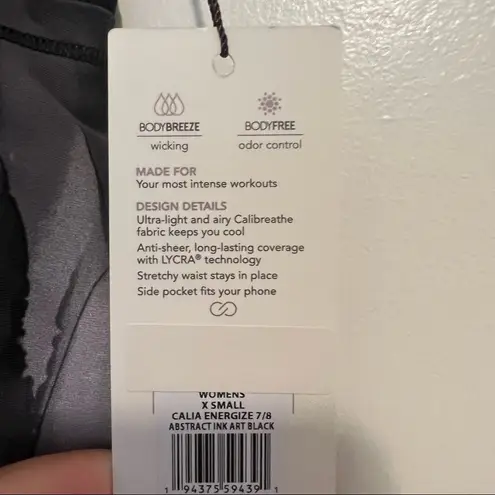 BODYBREEZE
wicking
BODYFREE
odor control
MADE FOR
Your most intense workouts
DESIGN DETAILS
Ultra-light and airy Calibreathe
fabric keeps you cool
Anti-sheer, long-lasting coverage
with LYCRA® technology
Stretchy waist stays in place
Side pocket fits your phone
WOMENS
X SMALL
CALIA ENERGIZE 7/8
ABSTRACT INK ART BLACK
1 94375 59439 1